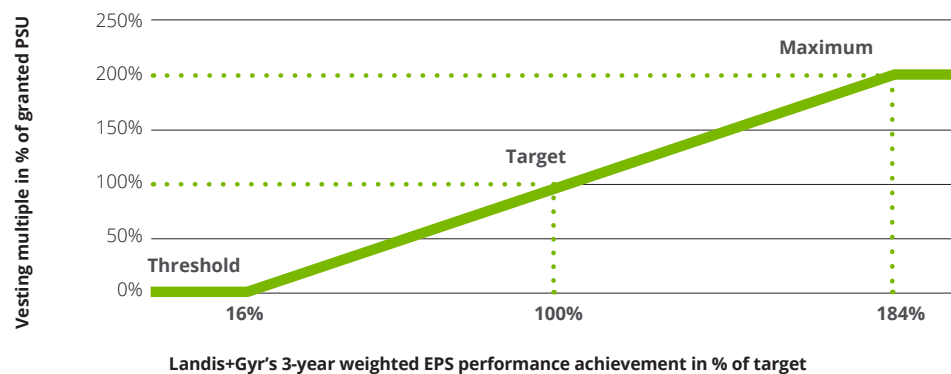 Vesting multiple in % of granted PSU
250%
200%
150%
100%
50%
0%
Maximum
Target
Threshold
16%
100%
184%
Landis+Gyr’s 3-year weighted EPS performance achievement in % of target